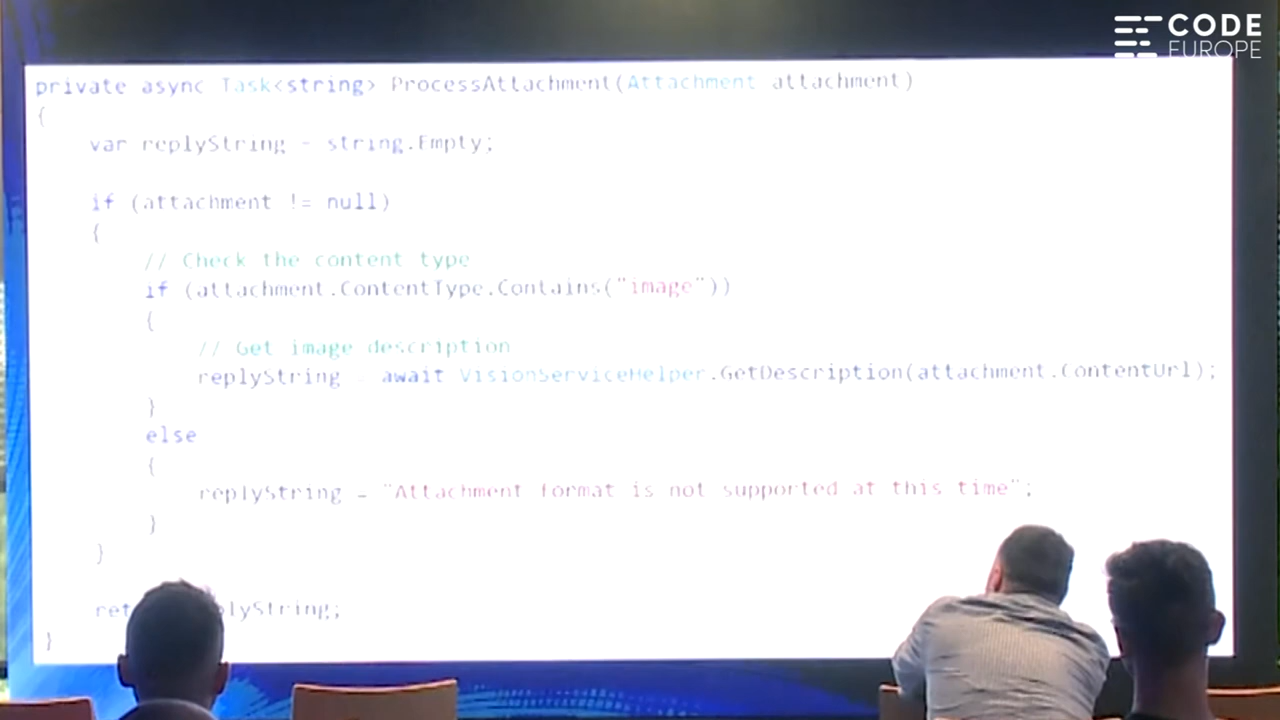 CODE
EUROPE
private async Task<string> ProcessAttachment(Attachment attachment)
{
var replyString = string.Empty;
if (attachment != null)
{
// Check the content type
if (attachment.ContentType.Contains("image"))
{
// Get image description
replyString = await VisionServiceHelper.GetDescription(attachment.ContentUrl);
}
else
{
replyString = "Attachment format is not supported at this time";
}
}
ret lyString;
}